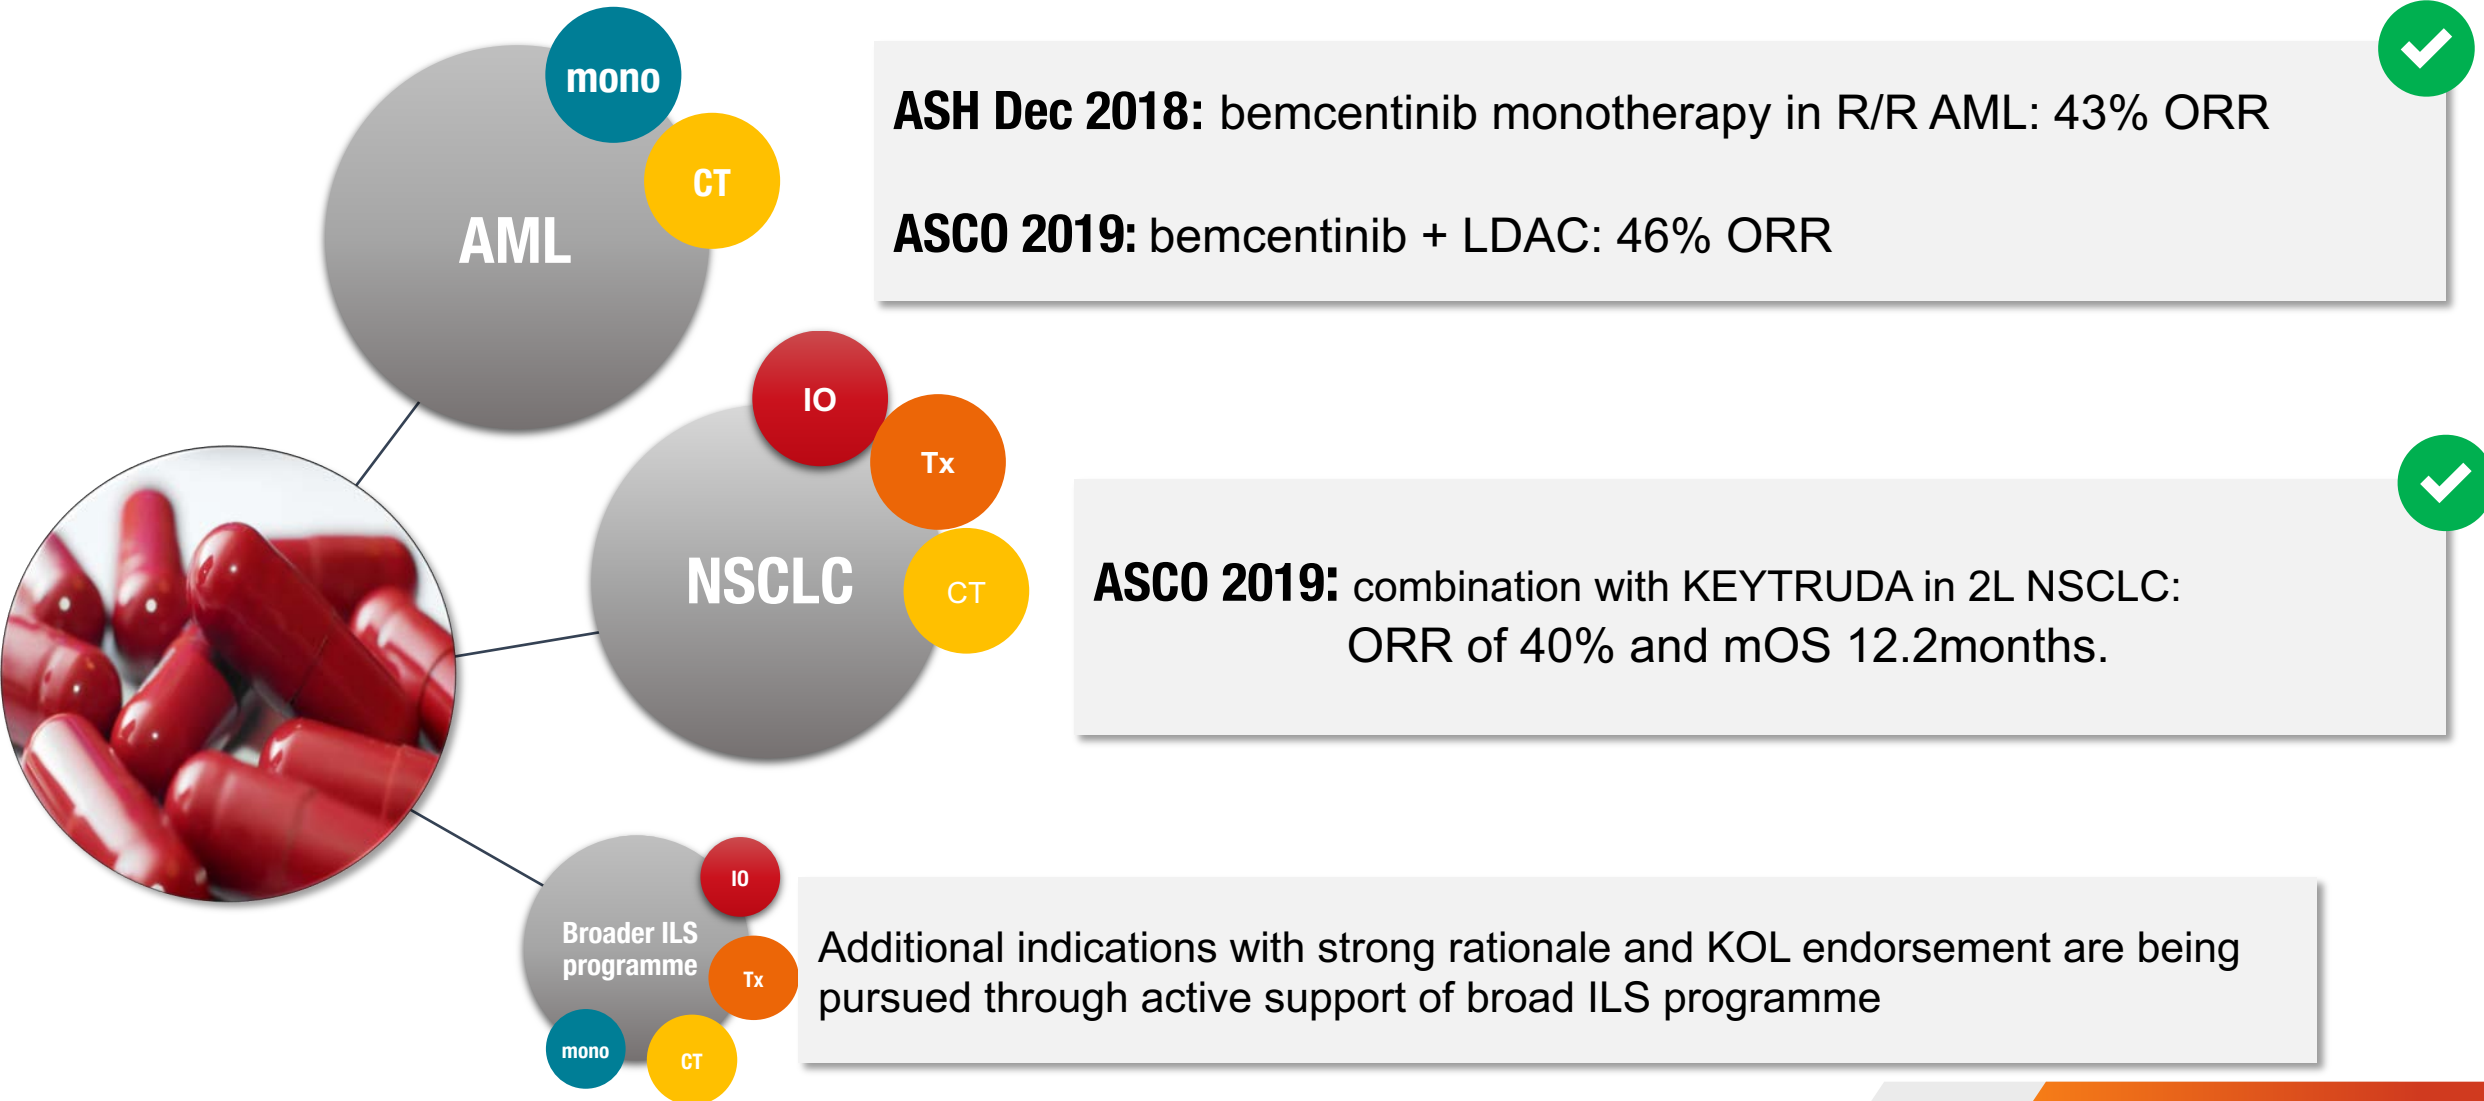 mono
CT
AML
ASH Dec 2018: bemcentinib monotherapy in R/R AML: 43% ORR
ASCO 2019: bemcentinib + LDAC: 46% ORR
IO
Tx
CT
NSCLC
ASCO 2019: combination with KEYTRUDA in 2L NSCLC:
ORR of 40% and mOS 12.2months.
IO
Broader ILS
programme
Tx
mono
CT
Additional indications with strong rationale and KOL endorsement are being
pursued through active support of broad ILS programme